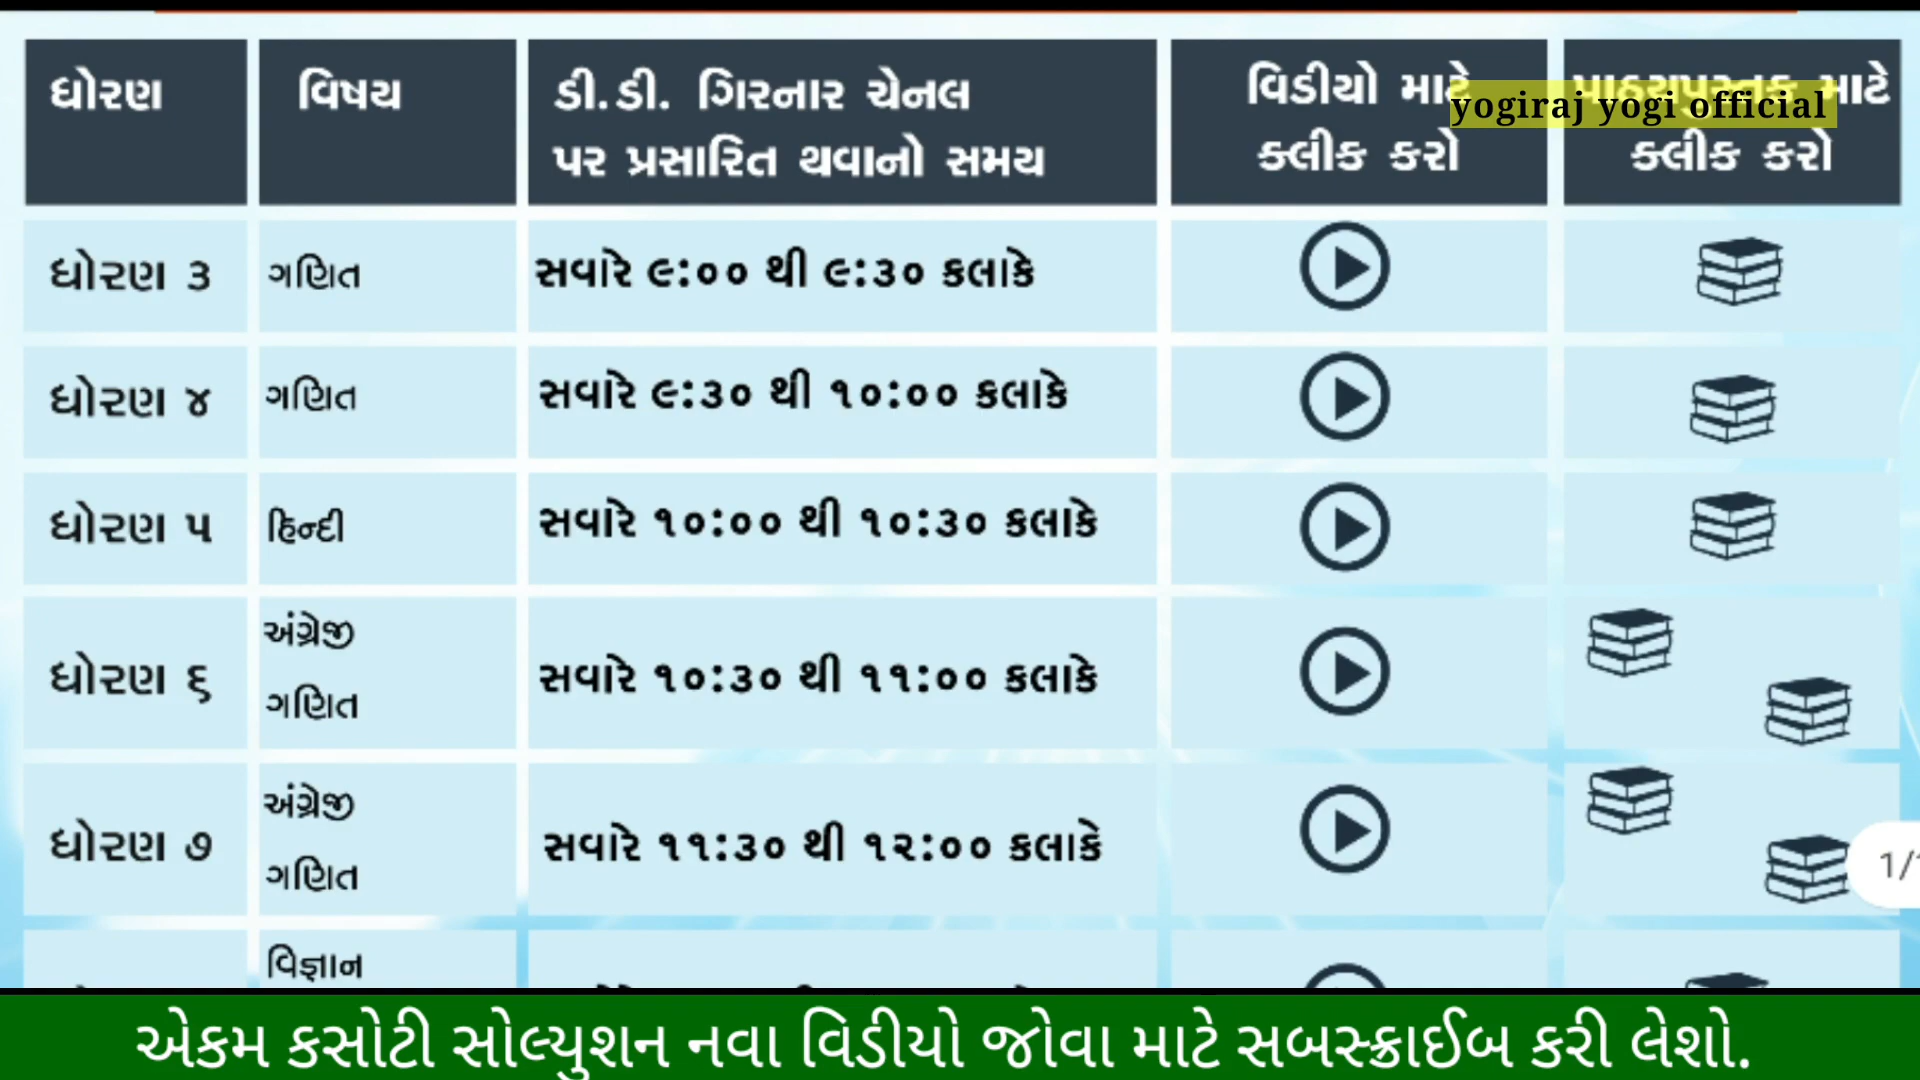 ધોરણ
વિષય
ડી.ડી. ગિરનાર ચેનલ
પર પ્રસારિત થવાનો સમય
વિડીયો માટે
ક્લીક કરો
પાઠયપુસ્તક માટે
ક્લીક કરો
yogiraj yogi official
ધોરણ ૩
ગણિત
સવારે ૯:૦૦ થી ૯:૩૦ કલાકે
ધોરણ ૪
ગણિત
સવારે ૯:૩૦ થી ૧૦:૦૦ કલાકે
ધોરણ ૫
હિન્દી
સવારે ૧૦:૦૦ થી ૧૦:૩૦ કલાકે
ધોરણ ૬
અંગ્રેજી
ગણિત
સવારે ૧૦:૩૦ થી ૧૧:૦૦ કલાકે
ધોરણ ૭
અંગ્રેજી
ગણિત
સવારે ૧૧:૩૦ થી ૧૨:૦૦ કલાકે
1/
વિજ્ઞાન
એકમ કસોટી સોલ્યુશન નવા વિડીયો જોવા માટે સબસ્ક્રાઈબ કરી લેશો.